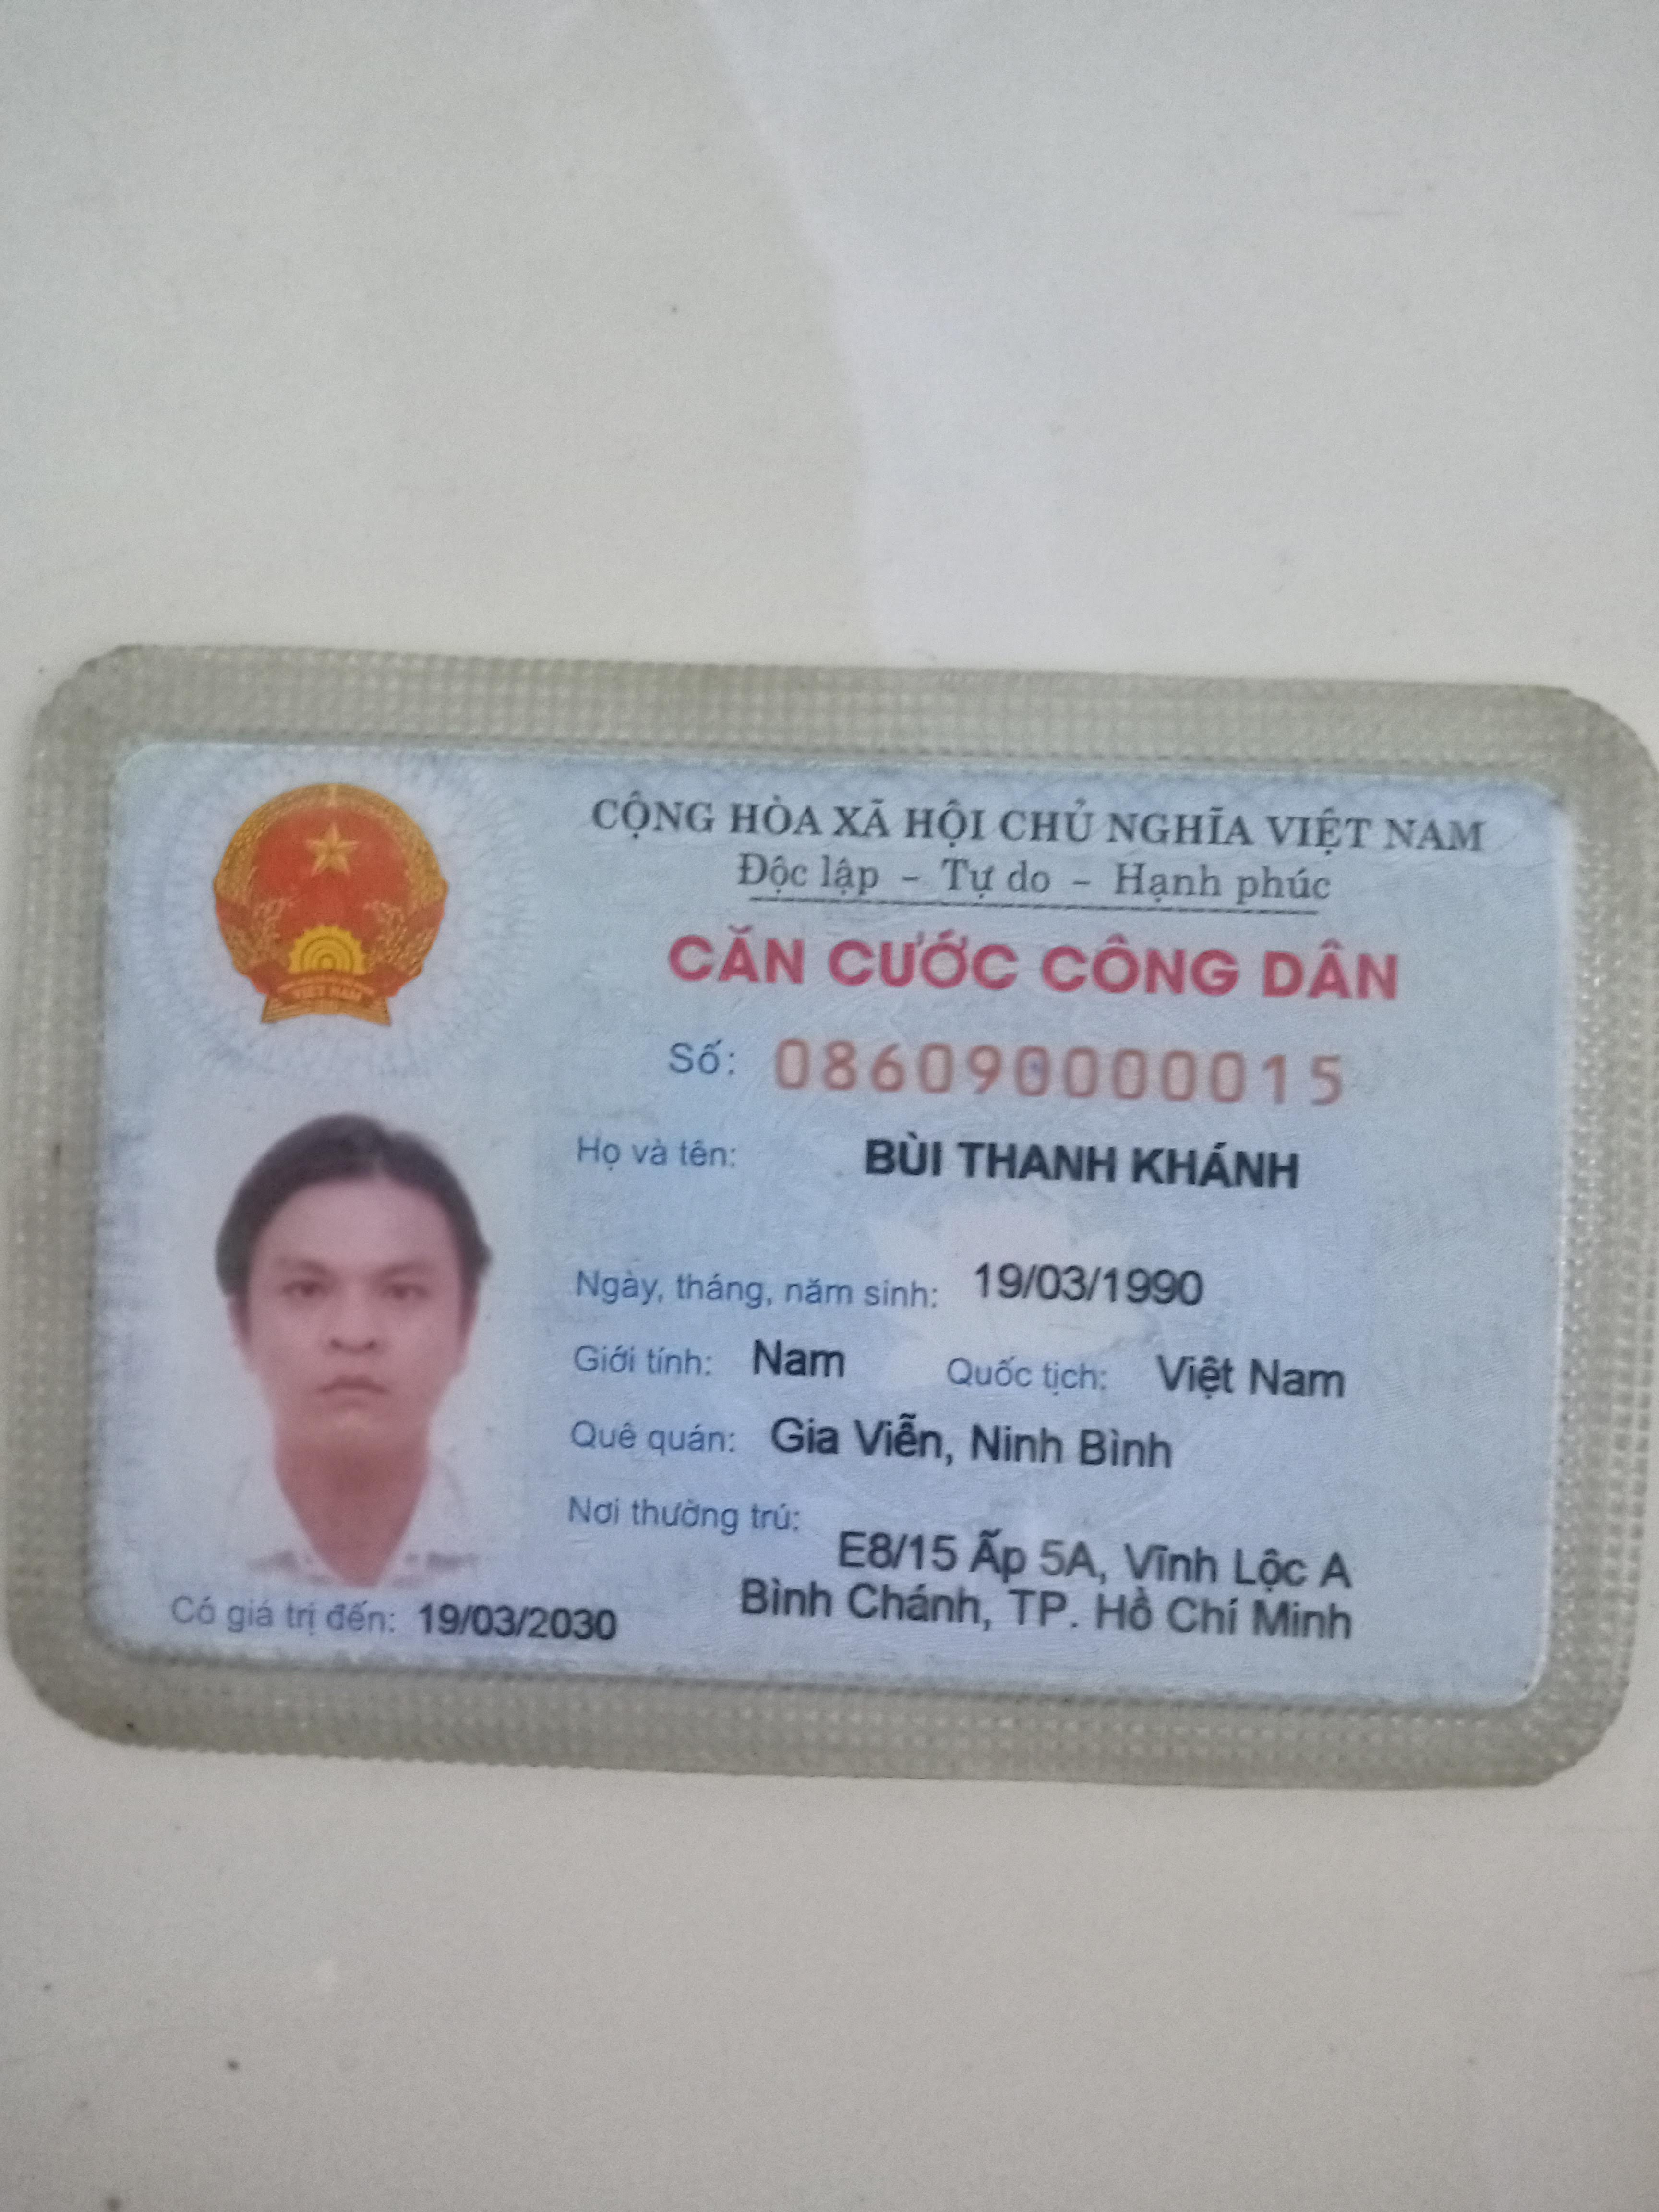 CỘNG HÒA XÃ HỘI CHỦ NGHĨA VIỆT NAM
Độc lập – Tự do – Hạnh phúc
CĂN CƯỚC CÔNG DÂN
Số: 086090000015
Họ và tên: BÙI THANH KHÁNH
Ngày, tháng, năm sinh: 19/03/1990
Giới tính: Nam Quốc tịch: Việt Nam
Quê quán: Gia Viễn, Ninh Bình
Nơi thường trú:
E8/15 Ấp 5A, Vĩnh Lộc A
Bình Chánh, TP. Hồ Chí Minh
Có giá trị đến: 19/03/2030
VIỆT NAM